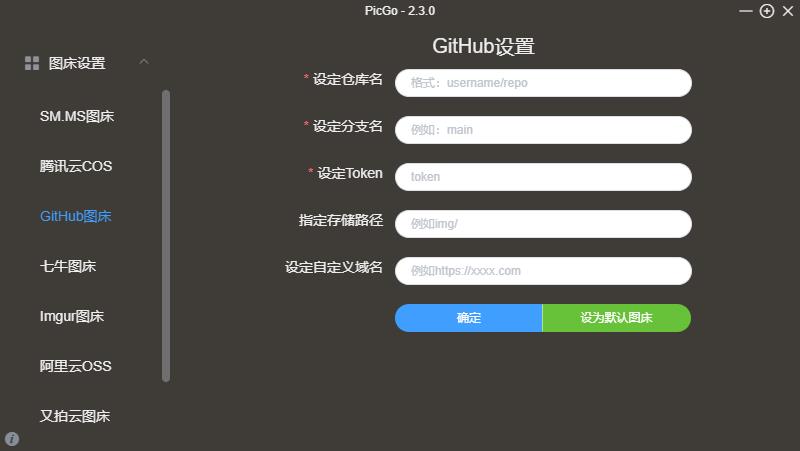 PicGo - 2.3.0
图床设置
SM.MS图床
腾讯云COS
GitHub图床
七牛图床
Imgur图床
阿里云OSS
又拍云图床
GitHub设置
* 设定仓库名
格式：username/repo
* 设定分支名
例如：main
* 设定Token
token
指定存储路径
例如img/
设定自定义域名
例如https://xxxx.com
确定
设为默认图床